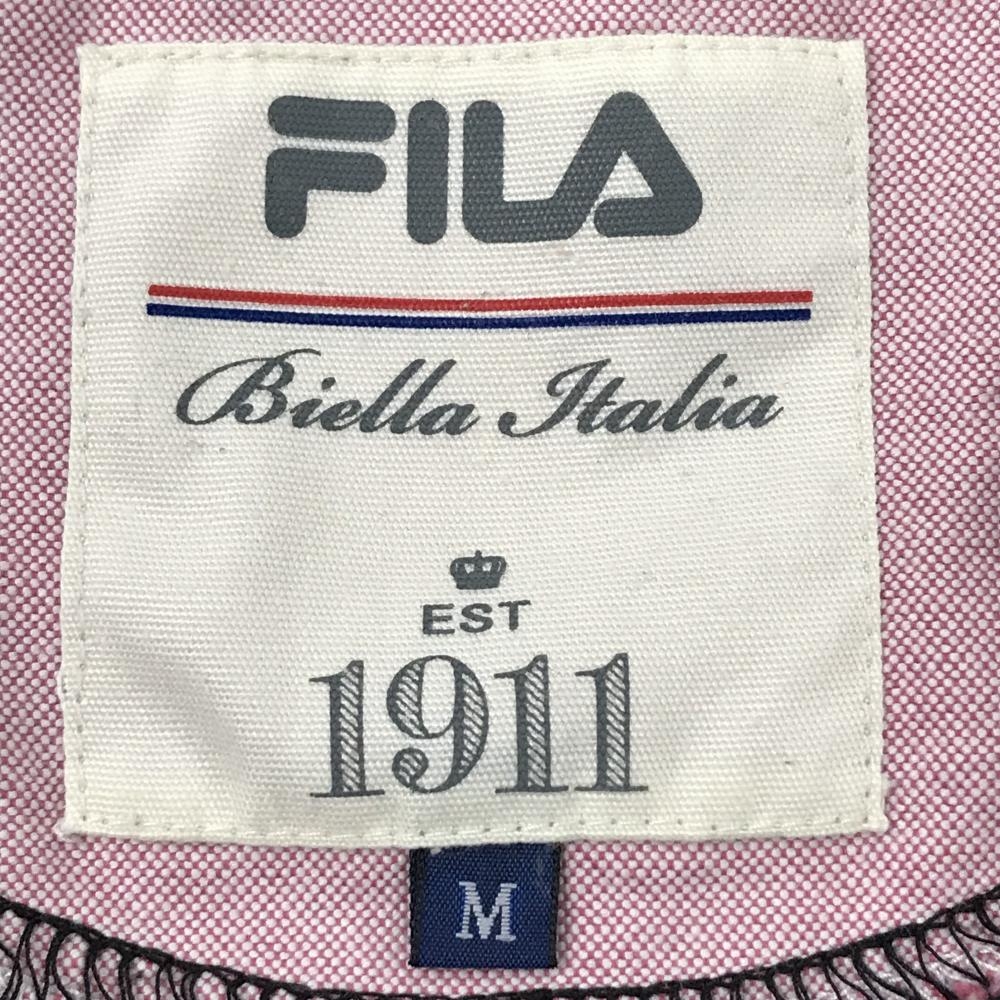 FILA
Biella Italia
EST
1911
M